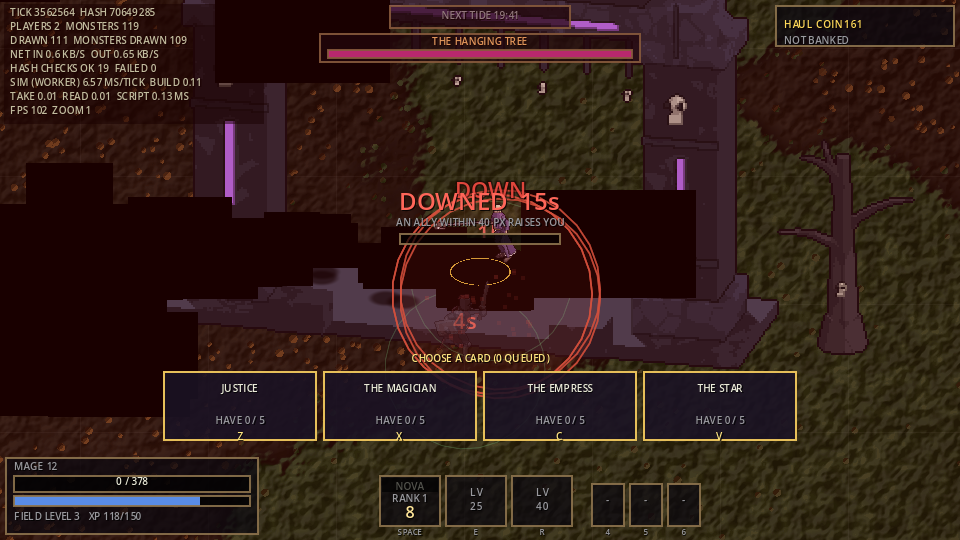 TICK 3562564 HASH 70649285
PLAYERS 2 MONSTERS 119
DRAWN 111 MONSTERS DRAWN 109
NET IN 0.6 KB/S OUT 0.65 KB/S
HASH CHECKS OK 19 FAILED 0
SIM (WORKER) 6.57 MS/TICK BUILD 0.11
TAKE 0.01 READ 0.01 SCRIPT 0.13 MS
FPS 102 ZOOM 1
NEXT TIDE 19:41
THE HANGING TREE
HAUL COIN 161
NOT BANKED
DOWN
DOWNED 15s
AN ALLY WITHIN 40 PX RAISES YOU
4s
CHOOSE A CARD (0 QUEUED)
JUSTICE
HAVE 0 / 5
Z
THE MAGICIAN
HAVE 0 / 5
X
THE EMPRESS
HAVE 0 / 5
C
THE STAR
HAVE 0 / 5
V
MAGE 12
0 / 378
FIELD LEVEL 3 XP 118/150
NOVA
RANK 1
8
SPACE
LV
25
E
LV
40
R
-
4
-
5
-
6